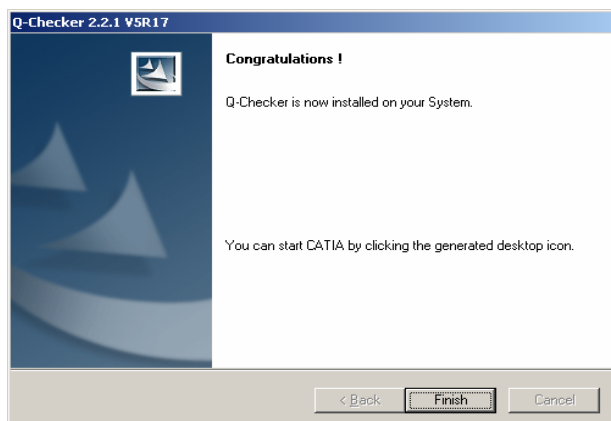 Q-Checker 2.2.1 V5R17
Congratulations !
Q-Checker is now installed on your System.
You can start CATIA by clicking the generated desktop icon.
< Back
Finish
Cancel